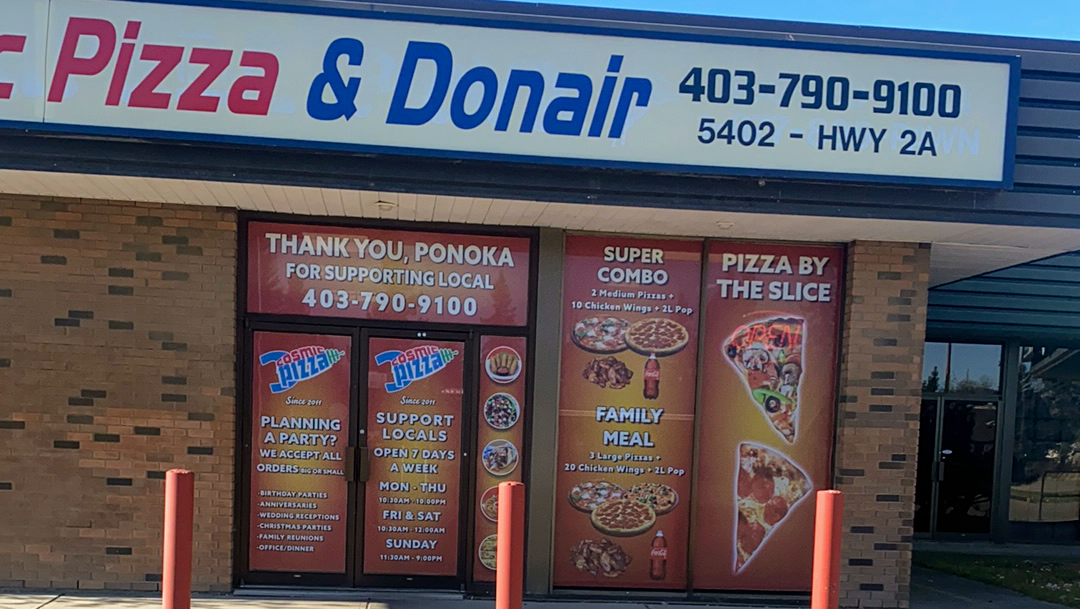 c Pizza & Donair
403-790-9100
5402 - HWY 2A
THANK YOU, PONOKA
FOR SUPPORTING LOCAL
403-790-9100
COSMIC
PIZZA
Since 2011
PLANNING
A PARTY?
WE ACCEPT ALL
ORDERS BIG OR SMALL
-BIRTHDAY PARTIES
-ANNIVERSARIES
-WEDDING RECEPTIONS
-CHRISTMAS PARTIES
-FAMILY REUNIONS
-OFFICE/DINNER
COSMIC
PIZZA
Since 2011
SUPPORT
LOCALS
OPEN 7 DAYS
A WEEK
MON - THU
10:30AM - 10:00PM
FRI & SAT
10:30AM - 12:00AM
SUNDAY
11:30AM - 9:00PM
SUPER
COMBO
2 Medium Pizzas +
10 Chicken Wings + 2L Pop
FAMILY
MEAL
3 Large Pizzas +
20 Chicken Wings + 2L Pop
PIZZA BY
THE SLICE